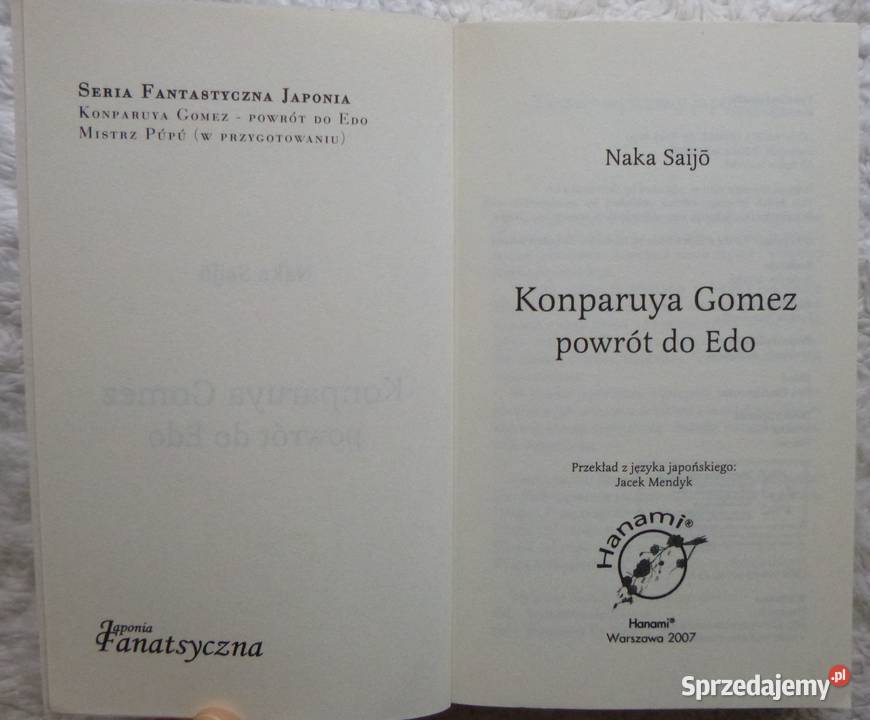 Seria Fantastyczna Japonia
Konparuya Gomez - powrót do Edo
Mistrz Púpú (w przygotowaniu)
Japonia
Fanatsyczna
Naka Saijō
Konparuya Gomez
powrót do Edo
Przekład z języka japońskiego:
Jacek Mendyk
Hanami®
Hanami®
Warszawa 2007
Sprzedajemy.pl